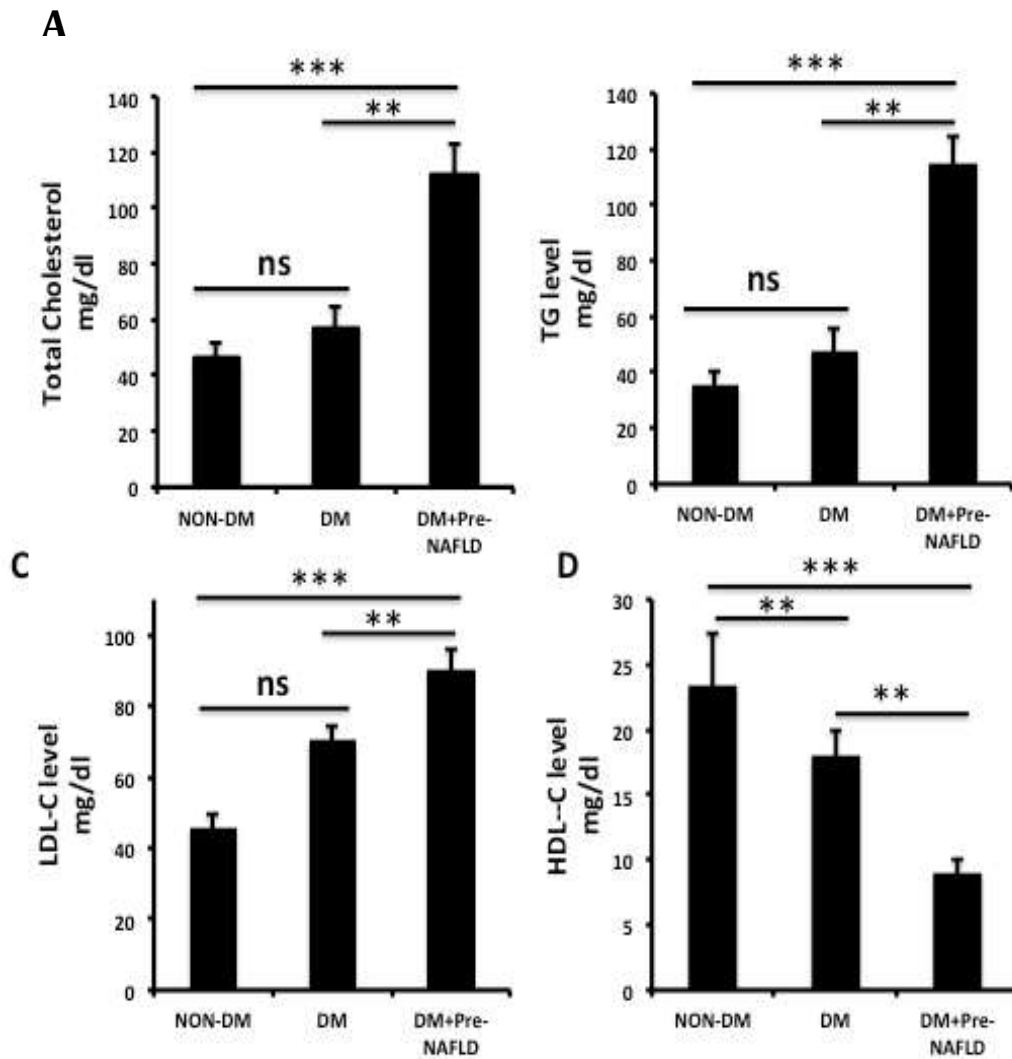 A
***
**
ns
Total Cholesterol
mg/dl
140
120
100
80
60
40
20
0
NON-DM
DM
DM+Pre-
NAFLD
***
**
ns
TG level
mg/dl
140
120
100
80
60
40
20
0
NON-DM
DM
DM+Pre-
NAFLD
C
***
**
ns
LDL-C level
mg/dl
100
80
60
40
20
0
NON-DM
DM
DM+Pre-
NAFLD
D
***
**
**
HDL--C level
mg/dl
30
25
20
15
10
5
0
NON-DM
DM
DM+Pre-
NAFLD